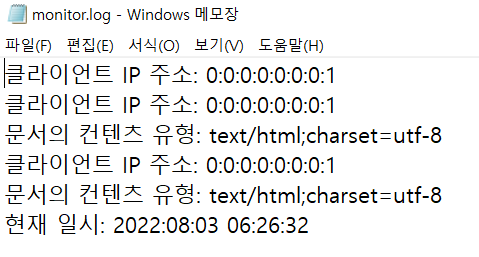 monitor.log - Windows 메모장
파일(F) 편집(E) 서식(O) 보기(V) 도움말(H)
클라이언트 IP 주소: 0:0:0:0:0:0:0:1
클라이언트 IP 주소: 0:0:0:0:0:0:0:1
문서의 컨텐츠 유형: text/html;charset=utf-8
클라이언트 IP 주소: 0:0:0:0:0:0:0:1
문서의 컨텐츠 유형: text/html;charset=utf-8
현재 일시: 2022:08:03 06:26:32